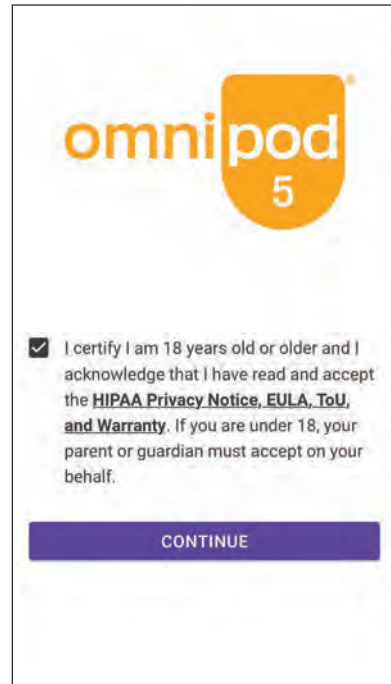 omnipod®
5
I certify I am 18 years old or older and I
acknowledge that I have read and accept
the HIPAA Privacy Notice, EULA, ToU,
and Warranty. If you are under 18, your
parent or guardian must accept on your
behalf.
CONTINUE